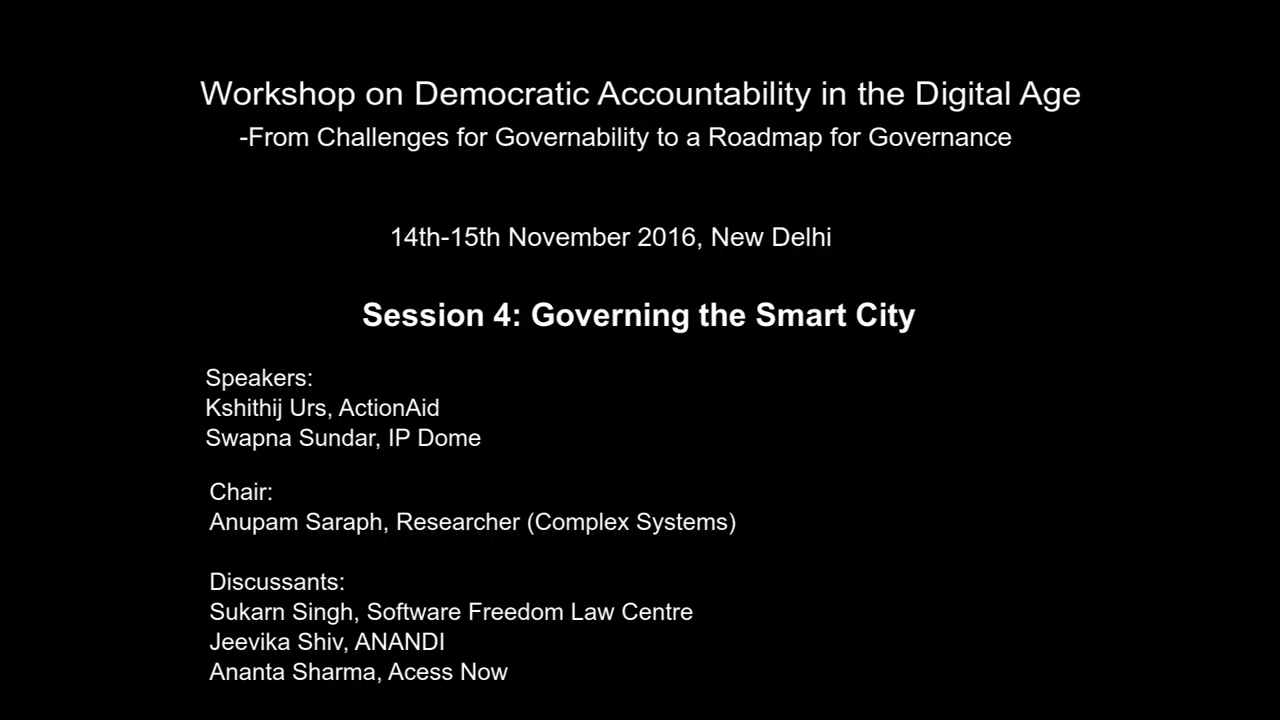 Workshop on Democratic Accountability in the Digital Age
-From Challenges for Governability to a Roadmap for Governance
14th-15th November 2016, New Delhi
Session 4: Governing the Smart City
Speakers:
Kshithij Urs, ActionAid
Swapna Sundar, IP Dome
Chair:
Anupam Saraph, Researcher (Complex Systems)
Discussants:
Sukarn Singh, Software Freedom Law Centre
Jeevika Shiv, ANANDI
Ananta Sharma, Acess Now